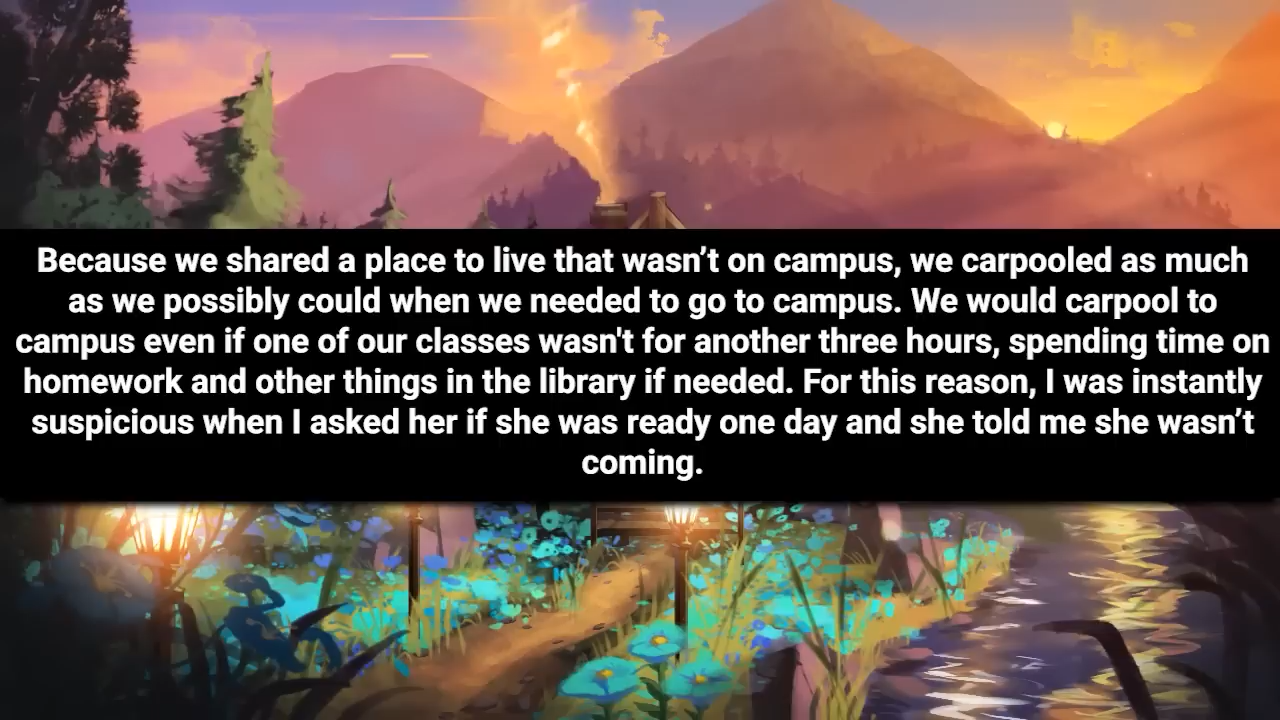 Because we shared a place to live that wasn’t on campus, we carpooled as much
as we possibly could when we needed to go to campus. We would carpool to
campus even if one of our classes wasn't for another three hours, spending time on
homework and other things in the library if needed. For this reason, I was instantly
suspicious when I asked her if she was ready one day and she told me she wasn’t
coming.